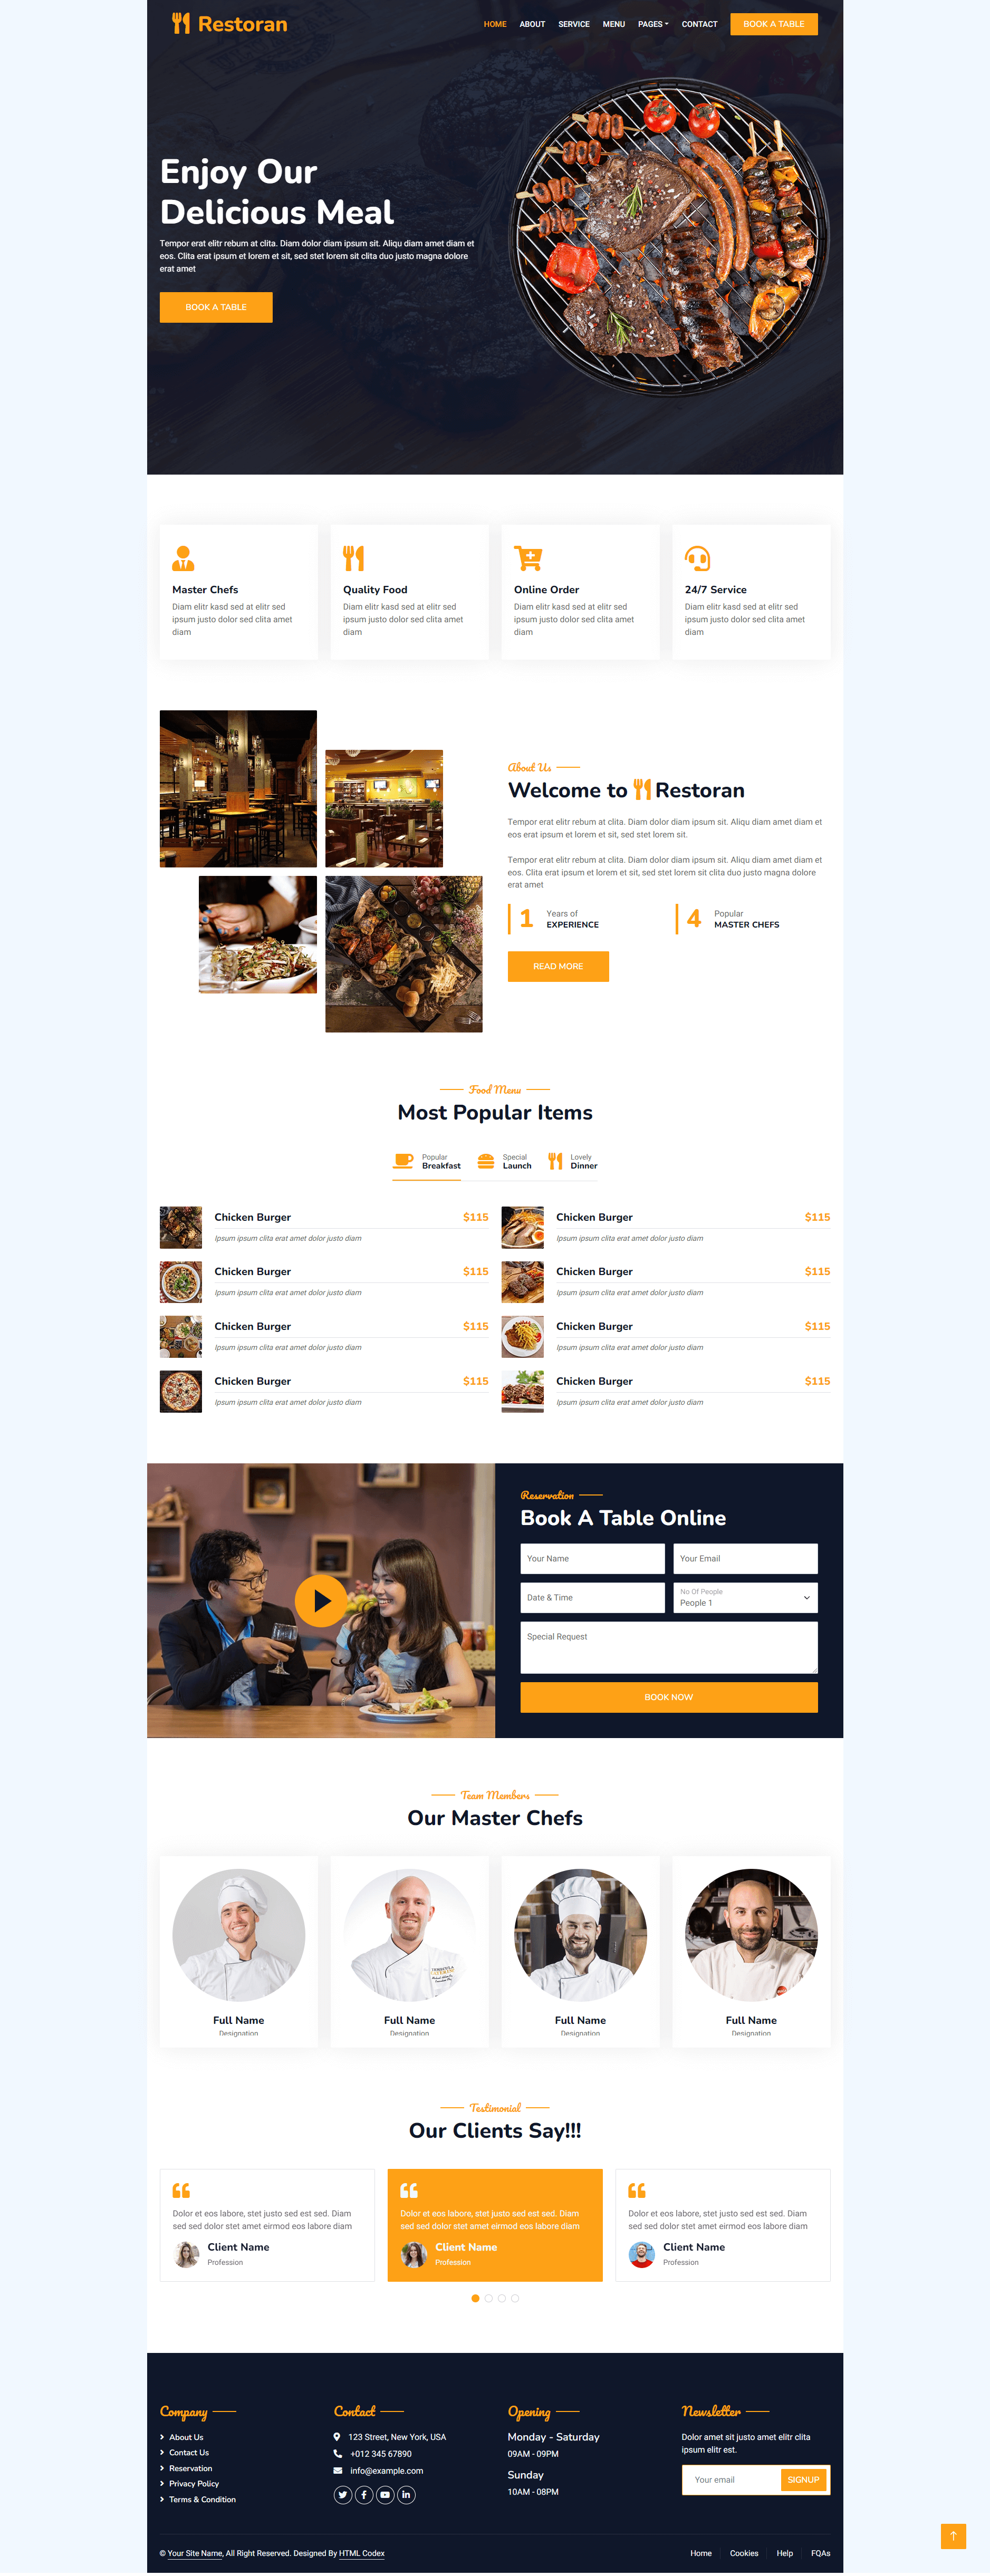 Restoran
HOME ABOUT SERVICE MENU PAGES CONTACT BOOK A TABLE
Enjoy Our
Delicious Meal
Tempor erat elitr rebum at clita. Diam dolor diam ipsum sit. Aliqu diam amet diam et
eos. Clita erat ipsum et lorem et sit, sed stet lorem sit clita duo justo magna dolore
erat amet
BOOK A TABLE
Master Chefs
Diam elitr kasd sed at elitr sed
ipsum justo dolor sed clita amet
diam
Quality Food
Diam elitr kasd sed at elitr sed
ipsum justo dolor sed clita amet
diam
Online Order
Diam elitr kasd sed at elitr sed
ipsum justo dolor sed clita amet
diam
24/7 Service
Diam elitr kasd sed at elitr sed
ipsum justo dolor sed clita amet
diam
About Us
Welcome to Restoran
Tempor erat elitr rebum at clita. Diam dolor diam ipsum sit. Aliqu diam amet diam et
eos erat ipsum et lorem et sit, sed stet lorem sit.
Tempor erat elitr rebum at clita. Diam dolor diam ipsum sit. Aliqu diam amet diam et
eos. Clita erat ipsum et lorem et sit, sed stet lorem sit clita duo justo magna dolore
erat amet
1 Years of
EXPERIENCE
4 Popular
MASTER CHEFS
READ MORE
Food Menu
Most Popular Items
Popular
Breakfast
Special
Launch
Lovely
Dinner
Chicken Burger $115
Ipsum ipsum clita erat amet dolor justo diam
Chicken Burger $115
Ipsum ipsum clita erat amet dolor justo diam
Chicken Burger $115
Ipsum ipsum clita erat amet dolor justo diam
Chicken Burger $115
Ipsum ipsum clita erat amet dolor justo diam
Chicken Burger $115
Ipsum ipsum clita erat amet dolor justo diam
Chicken Burger $115
Ipsum ipsum clita erat amet dolor justo diam
Chicken Burger $115
Ipsum ipsum clita erat amet dolor justo diam
Chicken Burger $115
Ipsum ipsum clita erat amet dolor justo diam
Reservation
Book A Table Online
Your Name
Your Email
Date & Time
No Of People
People 1
Special Request
BOOK NOW
Team Members
Our Master Chefs
Full Name
Designation
Full Name
Designation
Full Name
Designation
Full Name
Designation
Testimonial
Our Clients Say!!!
Dolor et eos labore, stet justo sed est sed. Diam
sed sed dolor stet amet eirmod eos labore diam
Client Name
Profession
Dolor et eos labore, stet justo sed est sed. Diam
sed sed dolor stet amet eirmod eos labore diam
Client Name
Profession
Dolor et eos labore, stet justo sed est sed. Diam
sed sed dolor stet amet eirmod eos labore diam
Client Name
Profession
Company
About Us
Contact Us
Reservation
Privacy Policy
Terms & Condition
Contact
123 Street, New York, USA
+012 345 67890
info@example.com
Opening
Monday - Saturday
09AM - 09PM
Sunday
10AM - 08PM
Newsletter
Dolor amet sit justo amet elitr clita
ipsum elitr est.
Your email SIGNUP
© Your Site Name, All Right Reserved. Designed By HTML Codex
Home Cookies Help FQAs